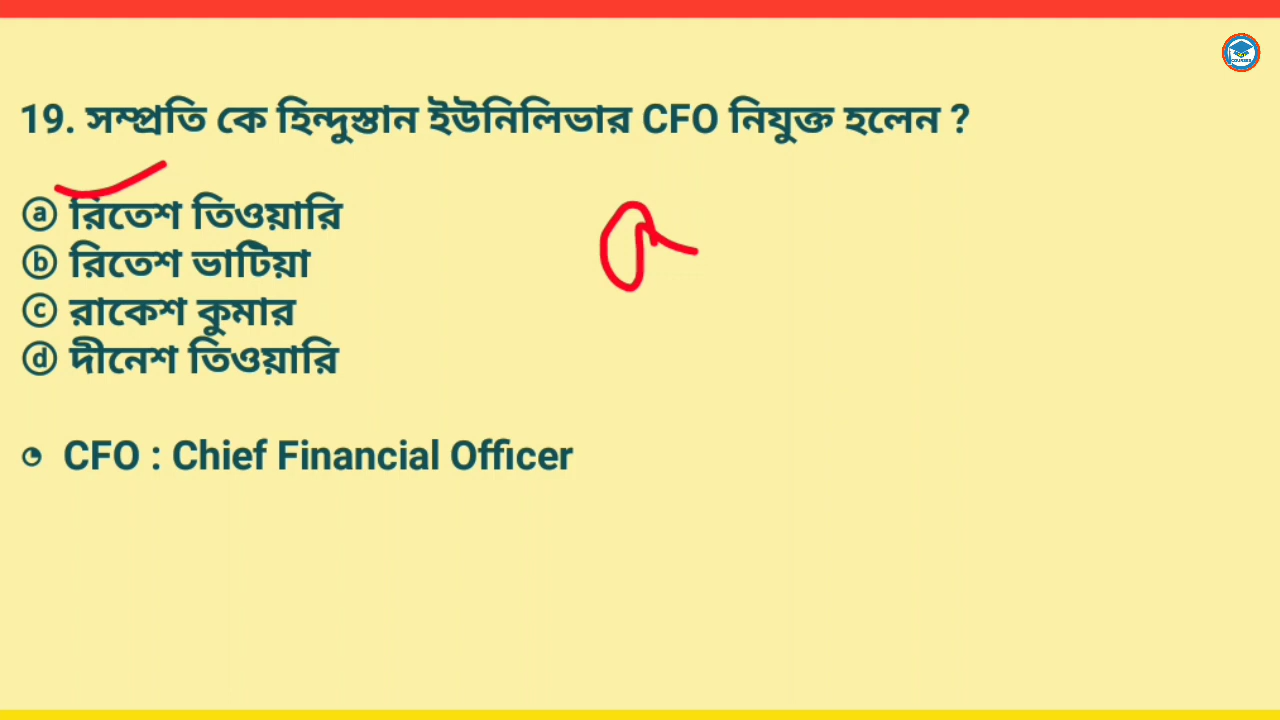 19. সম্প্রতি কে হিন্দুস্তান ইউনিলিভার CFO নিযুক্ত হলেন ?
ⓐ রিতেশ তিওয়ারি
a
ⓑ রিতেশ ভাটিয়া
ⓒ রাকেশ কুমার
ⓓ দীনেশ তিওয়ারি
CFO : Chief Financial Officer